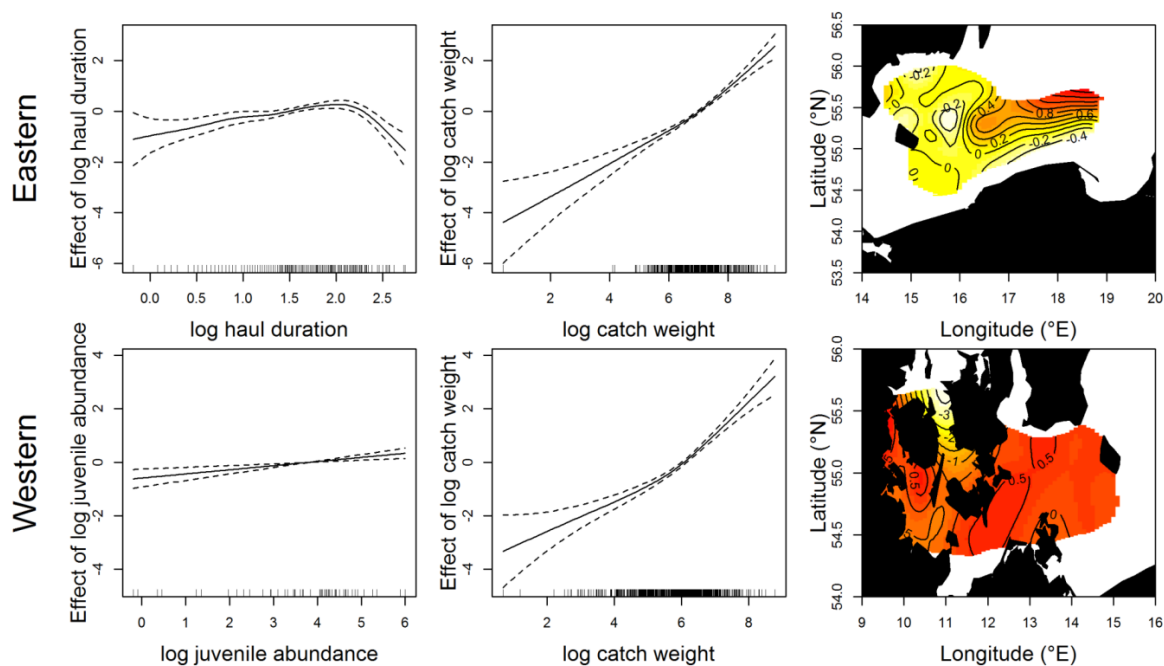 Eastern
Effect of log haul duration
2
0
-2
-4
-6
0.0 0.5 1.0 1.5 2.0 2.5
log haul duration
Effect of log catch weight
2
0
-2
-4
-6
2 4 6 8
log catch weight
Latitude (°N)
56.5
56.0
55.5
55.0
54.5
54.0
53.5
-0.2
0
-0.2
0.4
0.8
0.6
0
0.2
-0.2
-0.4
0
0
14 15 16 17 18 19 20
Longitude (°E)
Western
Effect of log juvenile abundance
4
2
0
-2
-4
0 1 2 3 4 5 6
log juvenile abundance
Effect of log catch weight
4
2
0
-2
-4
2 4 6 8
log catch weight
Latitude (°N)
56.0
55.5
55.0
54.5
54.0
-3
-2
-1
0.5
0.5
0.5
0
9 10 11 12 13 14 15 16
Longitude (°E)